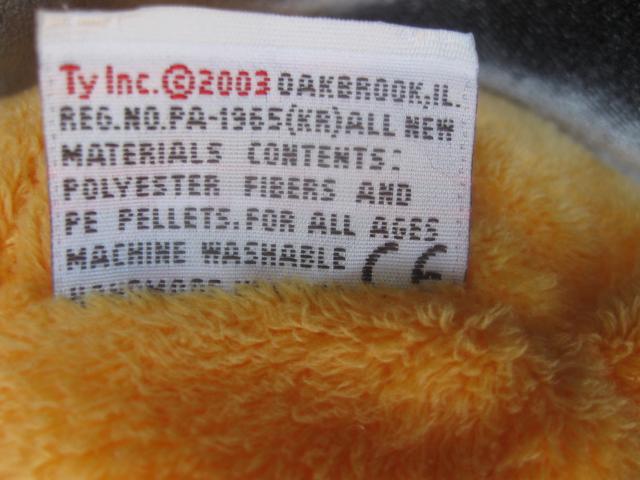 Ty Inc.©2003 OAKBROOK,IL.
REG.NO.PA-1965(KR)ALL NEW
MATERIALS CONTENTS:
POLYESTER FIBERS AND
PE PELLETS.FOR ALL AGES
MACHINE WASHABLE
CE
HANDMADE